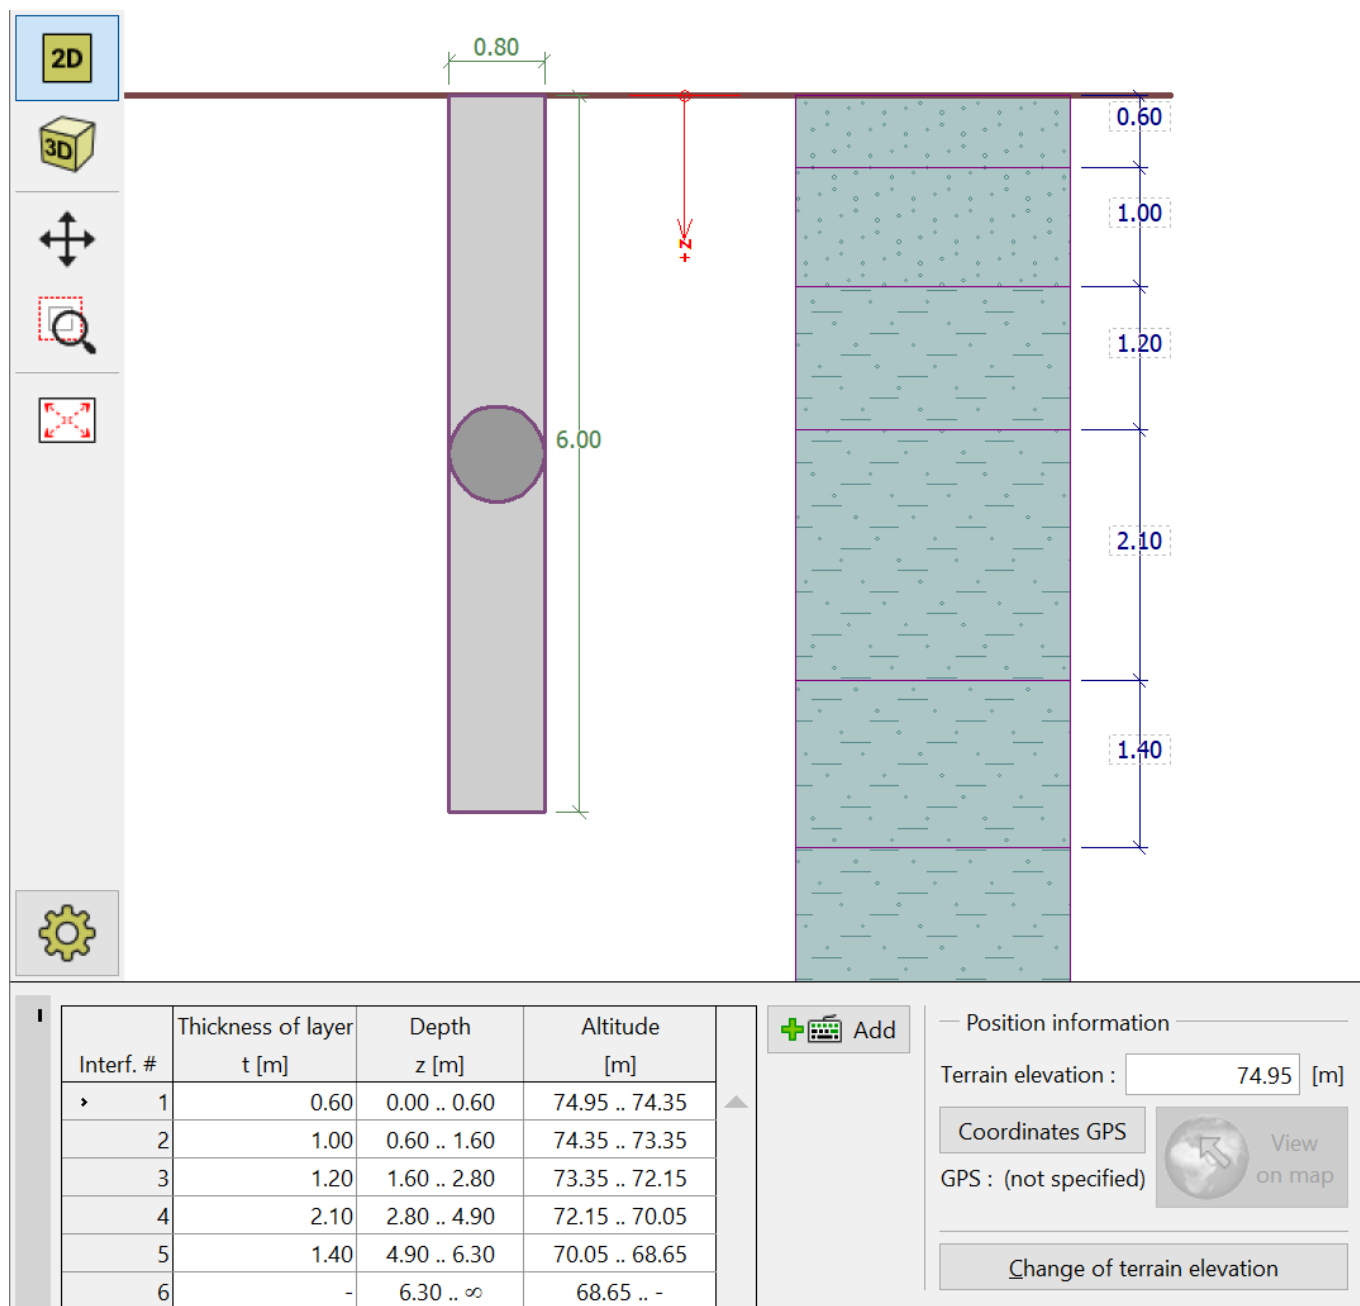 2D
3D
0.80
6.00
+z
0.60
1.00
1.20
2.10
1.40
Interf. # Thickness of layer t [m] Depth z [m] Altitude [m]
1 0.60 0.00 .. 0.60 74.95 .. 74.35
2 1.00 0.60 .. 1.60 74.35 .. 73.35
3 1.20 1.60 .. 2.80 73.35 .. 72.15
4 2.10 2.80 .. 4.90 72.15 .. 70.05
5 1.40 4.90 .. 6.30 70.05 .. 68.65
6 - 6.30 .. ∞ 68.65 .. -
Add
Position information
Terrain elevation : 74.95 [m]
Coordinates GPS
GPS : (not specified)
View
on map
Change of terrain elevation